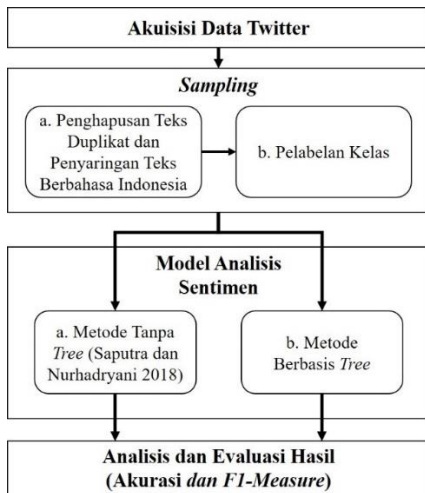 Akuisisi Data Twitter
Sampling
a. Penghapusan Teks
Duplikat dan
Penyaringan Teks
Berbahasa Indonesia
b. Pelabelan Kelas
Model Analisis
Sentimen
a. Metode Tanpa
Tree (Saputra dan
Nurhadryani 2018)
b. Metode
Berbasis Tree
Analisis dan Evaluasi Hasil
(Akurasi dan F1-Measure)